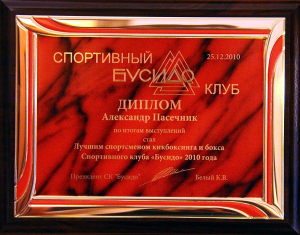 СПОРТИВНЫЙ
25.12.2010
БУСИДО
КЛУБ
ДИПЛОМ
Александр Пасечник
по итогам выступлений
стал
Лучшим спортсменом кикбоксинга и бокса
Спортивного клуба «Бусидо» 2010 года
Президент СК "Бусидо"
Белый К.В.